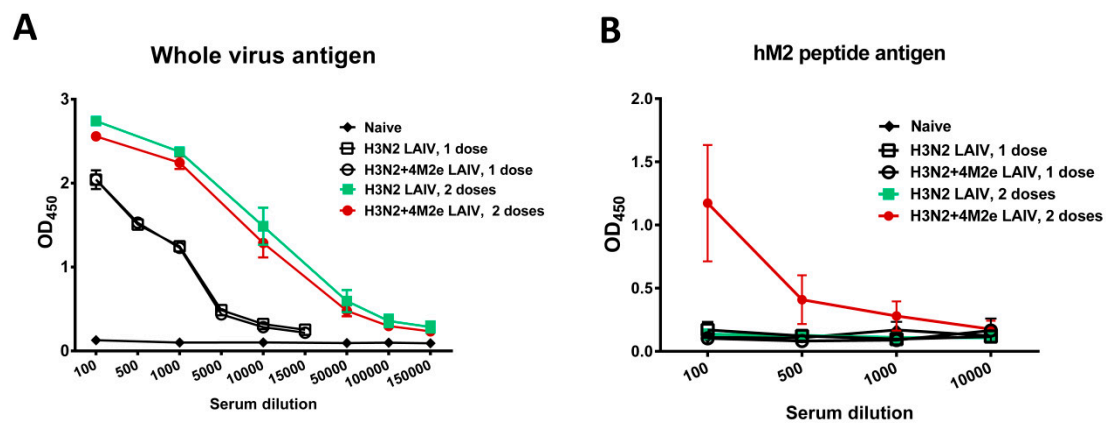 A
Whole virus antigen
3
2
1
0
OD450
100
500
1000
5000
10000
15000
50000
100000
150000
Serum dilution
Naive
H3N2 LAIV, 1 dose
H3N2+4M2e LAIV, 1 dose
H3N2 LAIV, 2 doses
H3N2+4M2e LAIV, 2 doses
B
hM2 peptide antigen
2.0
1.5
1.0
0.5
0.0
OD450
100
500
1000
10000
Serum dilution
Naive
H3N2 LAIV, 1 dose
H3N2+4M2e LAIV, 1 dose
H3N2 LAIV, 2 doses
H3N2+4M2e LAIV, 2 doses